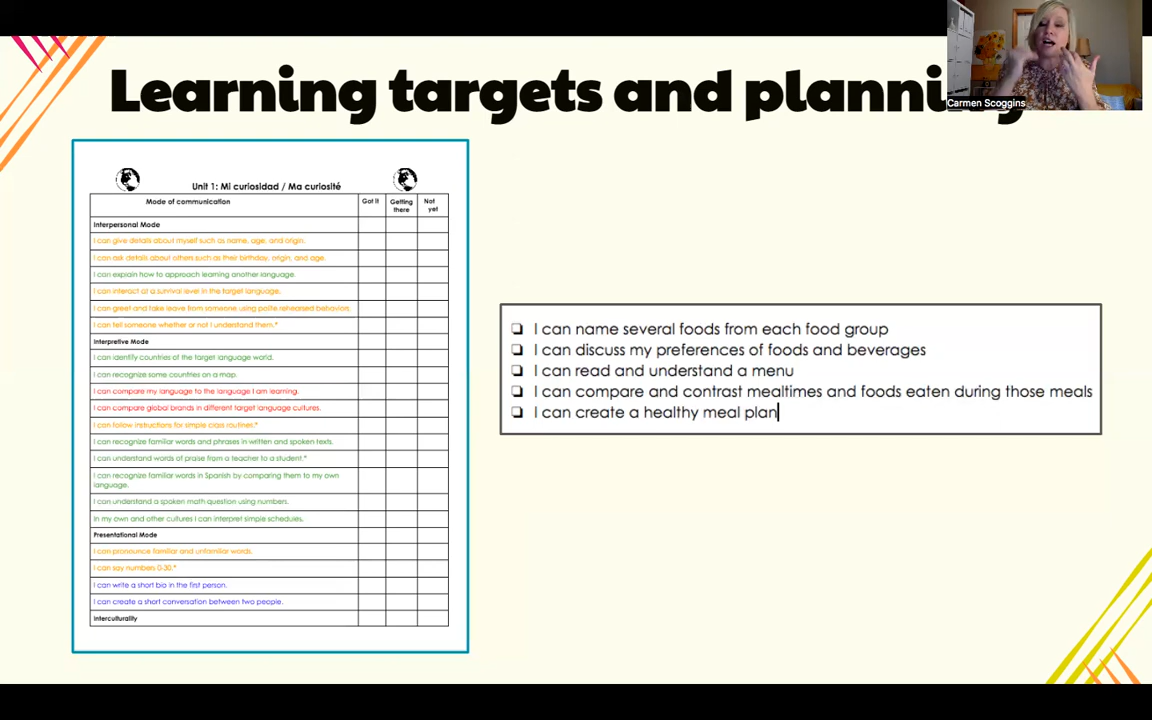 Learning targets and planning
Carmen Scoggins
Unit 1: Mi curiosidad / Ma curiosité
Mode of communication
Got it
Getting there
Not yet
Interpersonal Mode
I can give details about myself such as name, age, and origin.
I can ask details about others such as their birthday, origin, and age.
I can explain how to approach learning another language.
I can interact at a survival level in the target language.
I can greet and take leave from someone using polite rehearsed behaviors.
I can tell someone whether or not I understand them.*
Interpretive Mode
I can identify countries of the target language world.
I can recognize some countries on a map.
I can compare my language to the language I am learning.
I can compare global brands in different target language cultures.
I can follow instructions for simple class routines.*
I can recognize familiar words and phrases in written and spoken texts.
I can understand words of praise from a teacher to a student.*
I can recognize familiar words in Spanish by comparing them to my own
language.
I can understand a spoken math question using numbers.
In my own and other cultures I can interpret simple schedules.
Presentational Mode
I can pronounce familiar and unfamiliar words.
I can say numbers 0-30.*
I can write a short bio in the first person.
I can create a short conversation between two people.
Interculturality
I can name several foods from each food group
I can discuss my preferences of foods and beverages
I can read and understand a menu
I can compare and contrast mealtimes and foods eaten during those meals
I can create a healthy meal plan